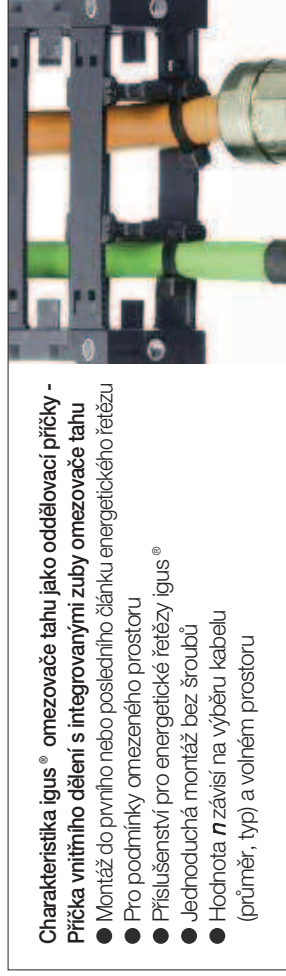 Charakteristika igus® omezovače tahu jako oddělovací příčky -
Příčka vnitřního dělení s integrovanými zuby omezovače tahu
● Montáž do prvního nebo posledního článku energetického řetězu
● Pro podmínky omezeného prostoru
● Příslušenství pro energetické řetězy igus®
● Jednoduchá montáž bez šroubů
● Hodnota n závisí na výběru kabelu
(průměr, typ) a volném prostoru